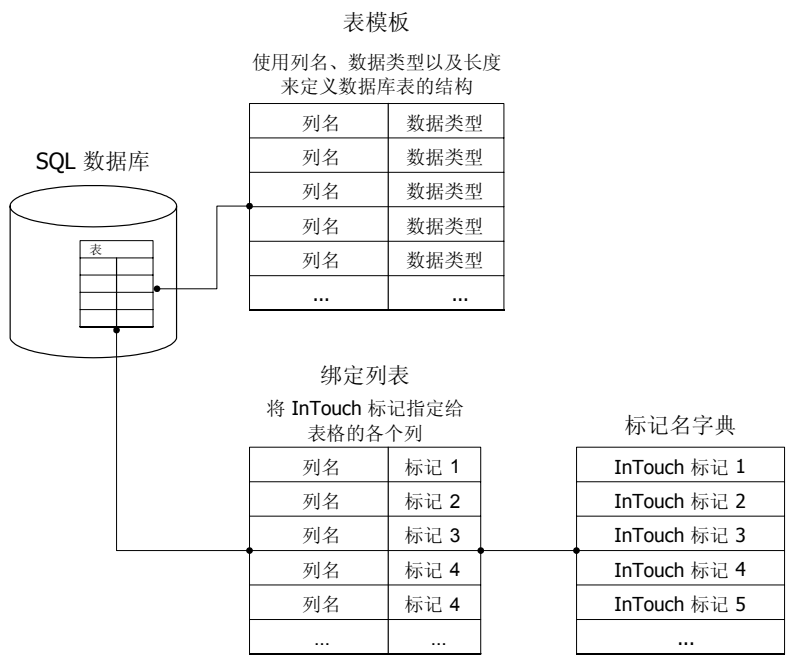 表模板
使用列名、数据类型以及长度
来定义数据库表的结构
列名 数据类型
列名 数据类型
列名 数据类型
列名 数据类型
列名 数据类型
... ...
SQL 数据库
表
绑定列表
将 InTouch 标记指定给
表格的各个列
列名 标记 1
列名 标记 2
列名 标记 3
列名 标记 4
列名 标记 4
... ...
标记名字典
InTouch 标记 1
InTouch 标记 2
InTouch 标记 3
InTouch 标记 4
InTouch 标记 5
...